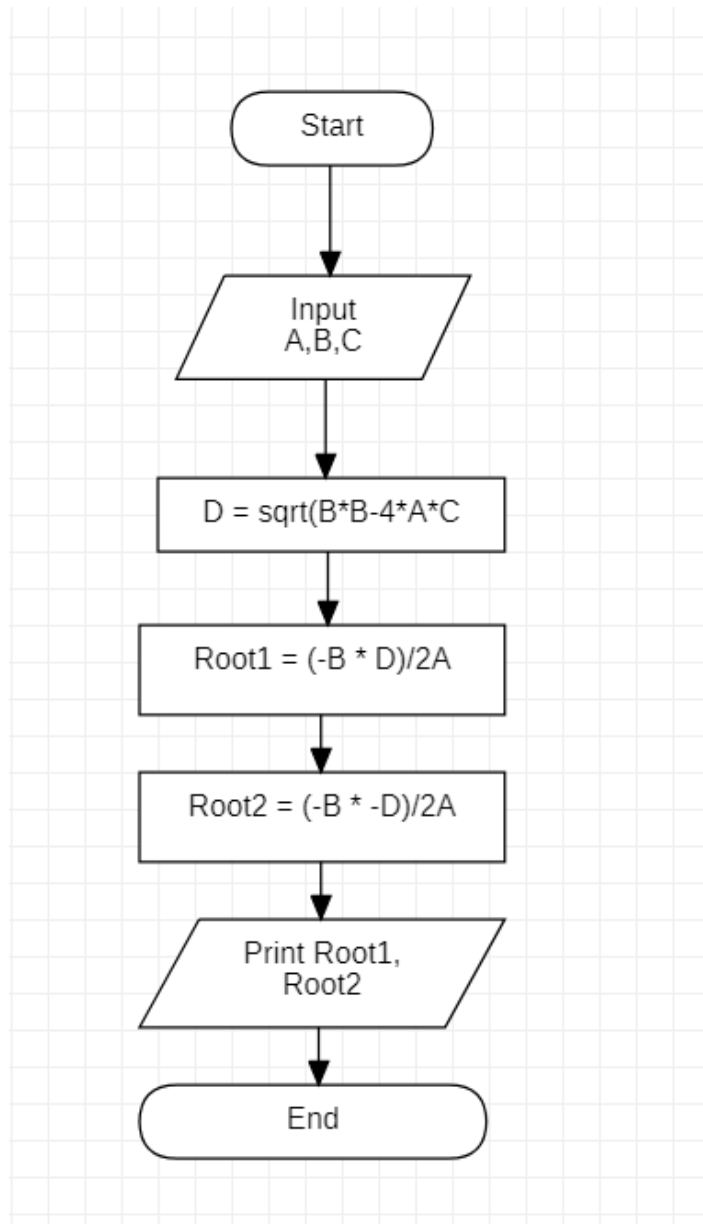 Start
Input
A,B,C
D = sqrt(B*B-4*A*C
Root1 = (-B * D)/2A
Root2 = (-B * -D)/2A
Print Root1,
Root2
End